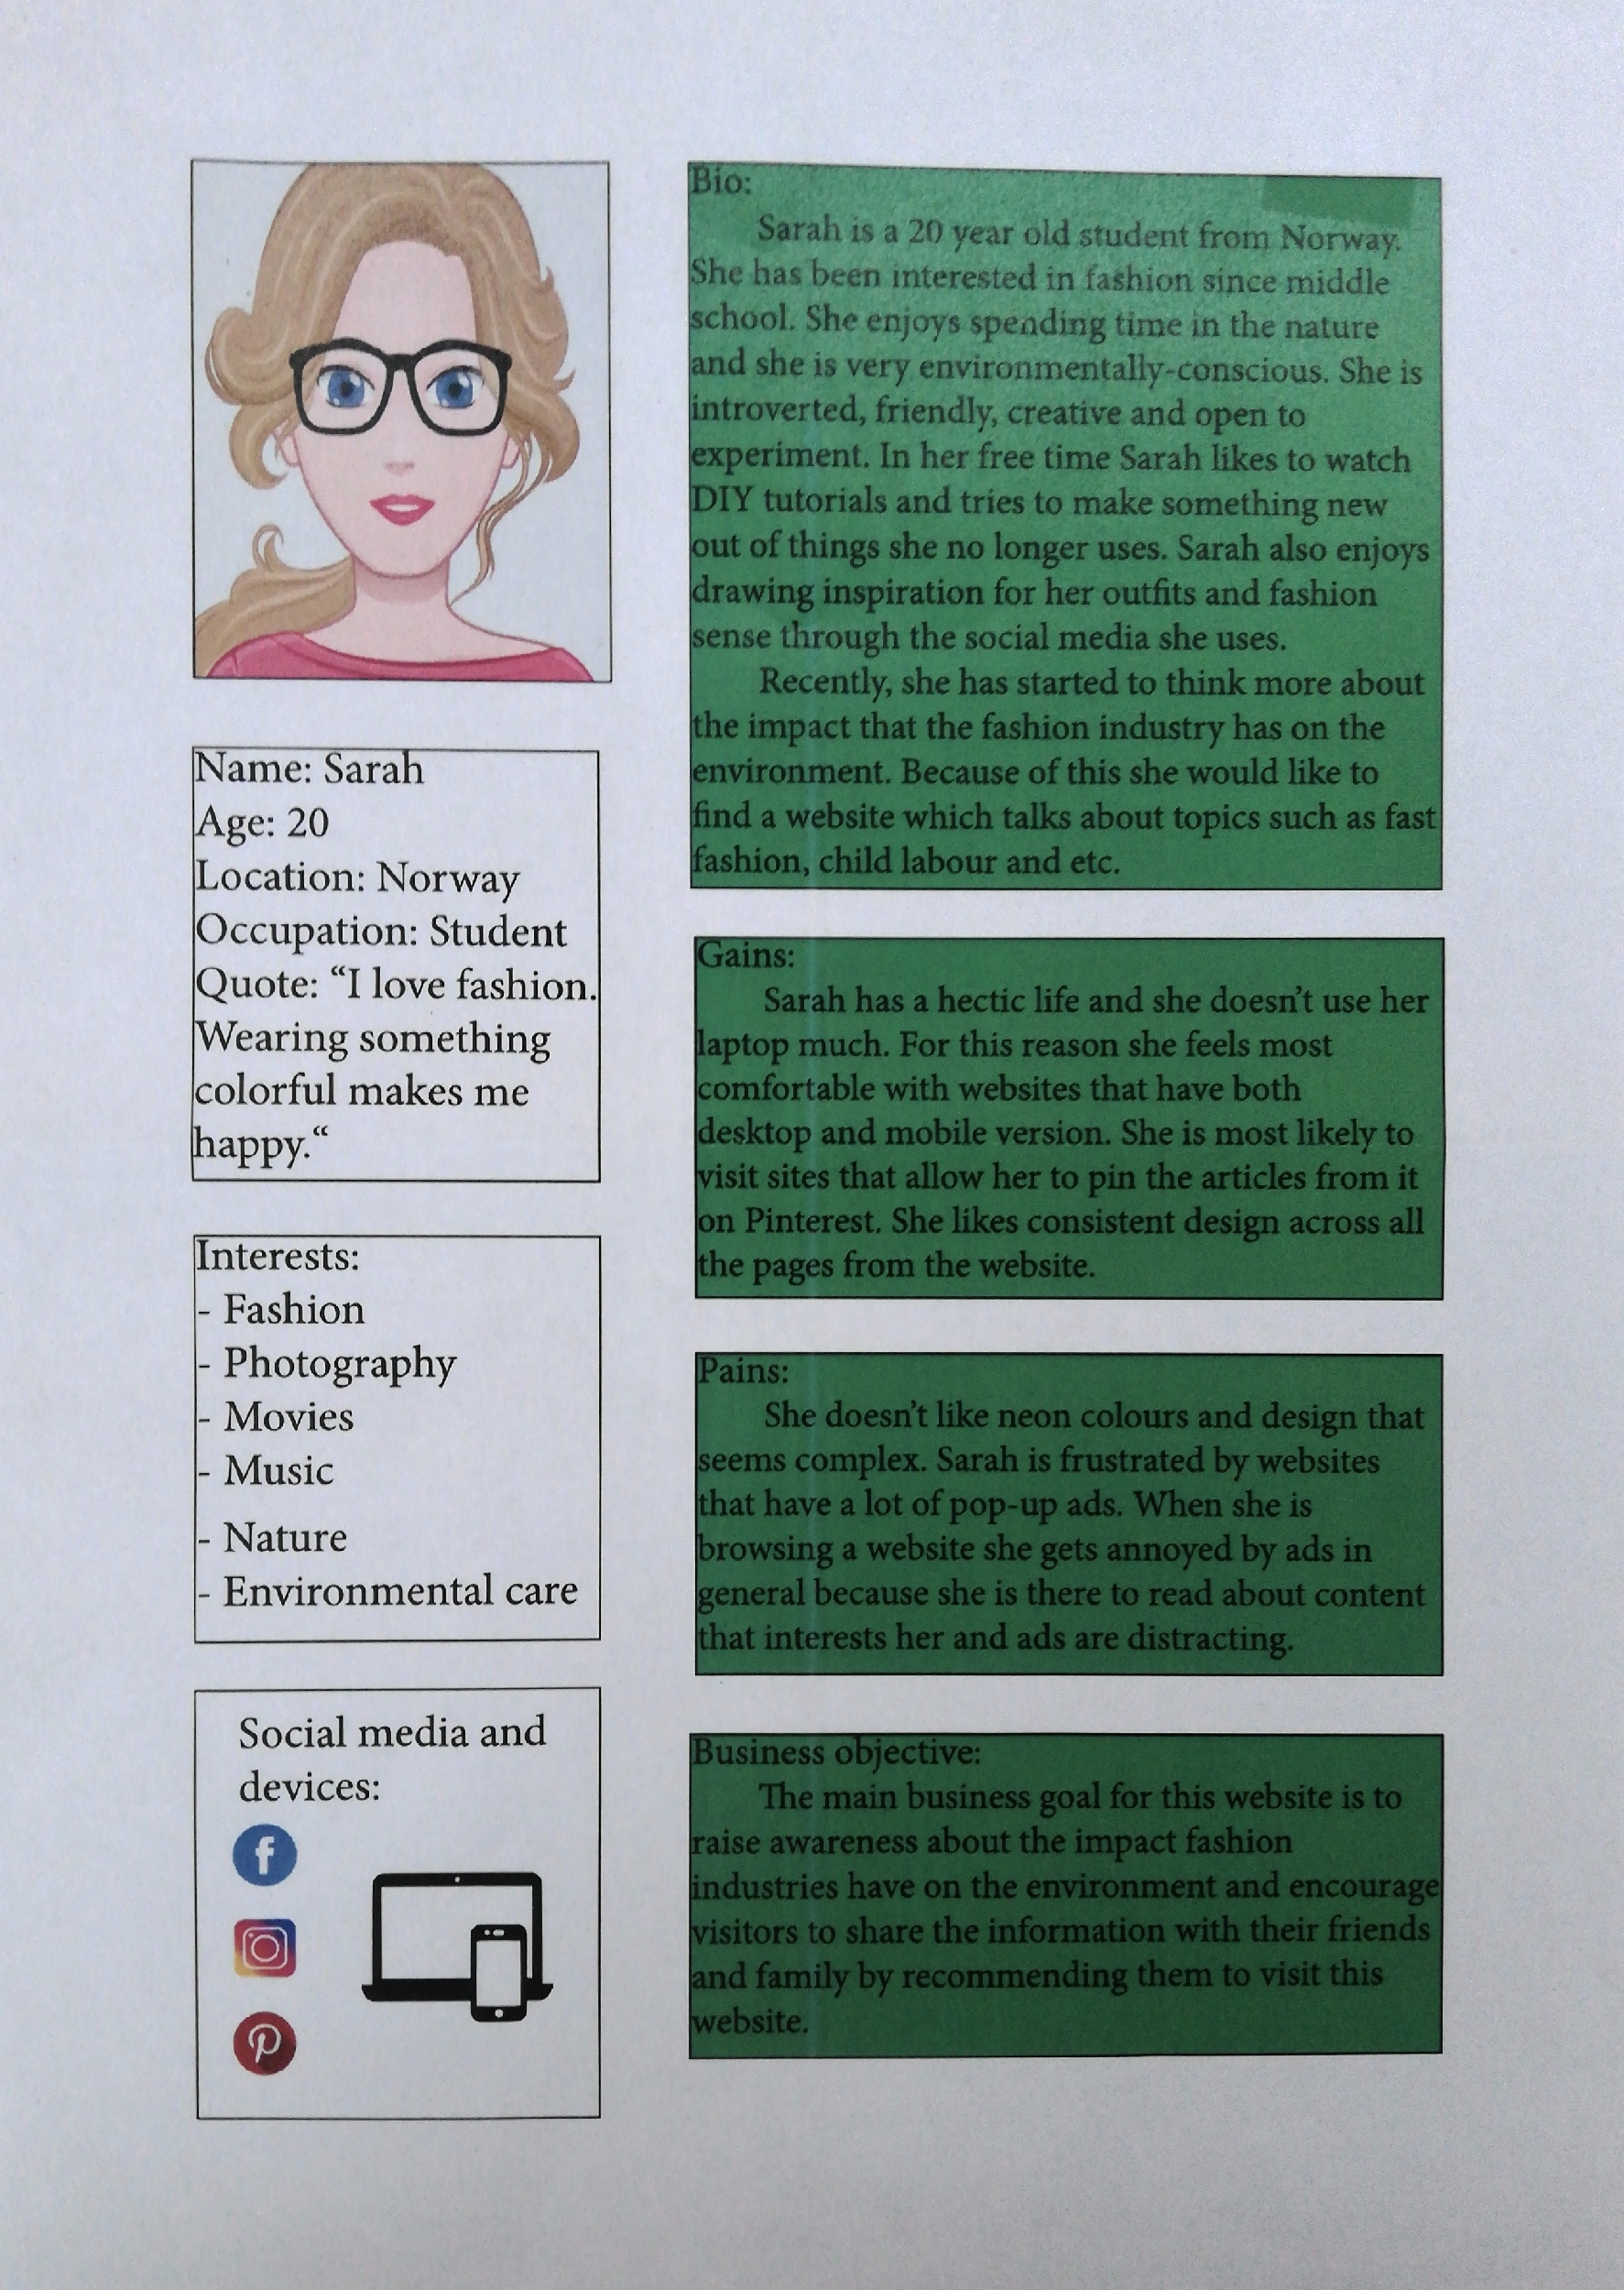 Name: Sarah
Age: 20
Location: Norway
Occupation: Student
Quote: “I love fashion.
Wearing something
colorful makes me
happy.“
Interests:
- Fashion
- Photography
- Movies
- Music
- Nature
- Environmental care
Social media and
devices:
Bio:
Sarah is a 20 year old student from Norway.
She has been interested in fashion since middle
school. She enjoys spending time in the nature
and she is very environmentally-conscious. She is
introverted, friendly, creative and open to
experiment. In her free time Sarah likes to watch
DIY tutorials and tries to make something new
out of things she no longer uses. Sarah also enjoys
drawing inspiration for her outfits and fashion
sense through the social media she uses.
Recently, she has started to think more about
the impact that the fashion industry has on the
environment. Because of this she would like to
find a website which talks about topics such as fast
fashion, child labour and etc.
Gains:
Sarah has a hectic life and she doesn’t use her
laptop much. For this reason she feels most
comfortable with websites that have both
desktop and mobile version. She is most likely to
visit sites that allow her to pin the articles from it
on Pinterest. She likes consistent design across all
the pages from the website.
Pains:
She doesn’t like neon colours and design that
seems complex. Sarah is frustrated by websites
that have a lot of pop-up ads. When she is
browsing a website she gets annoyed by ads in
general because she is there to read about content
that interests her and ads are distracting.
Business objective:
The main business goal for this website is to
raise awareness about the impact fashion
industries have on the environment and encourage
visitors to share the information with their friends
and family by recommending them to visit this
website.